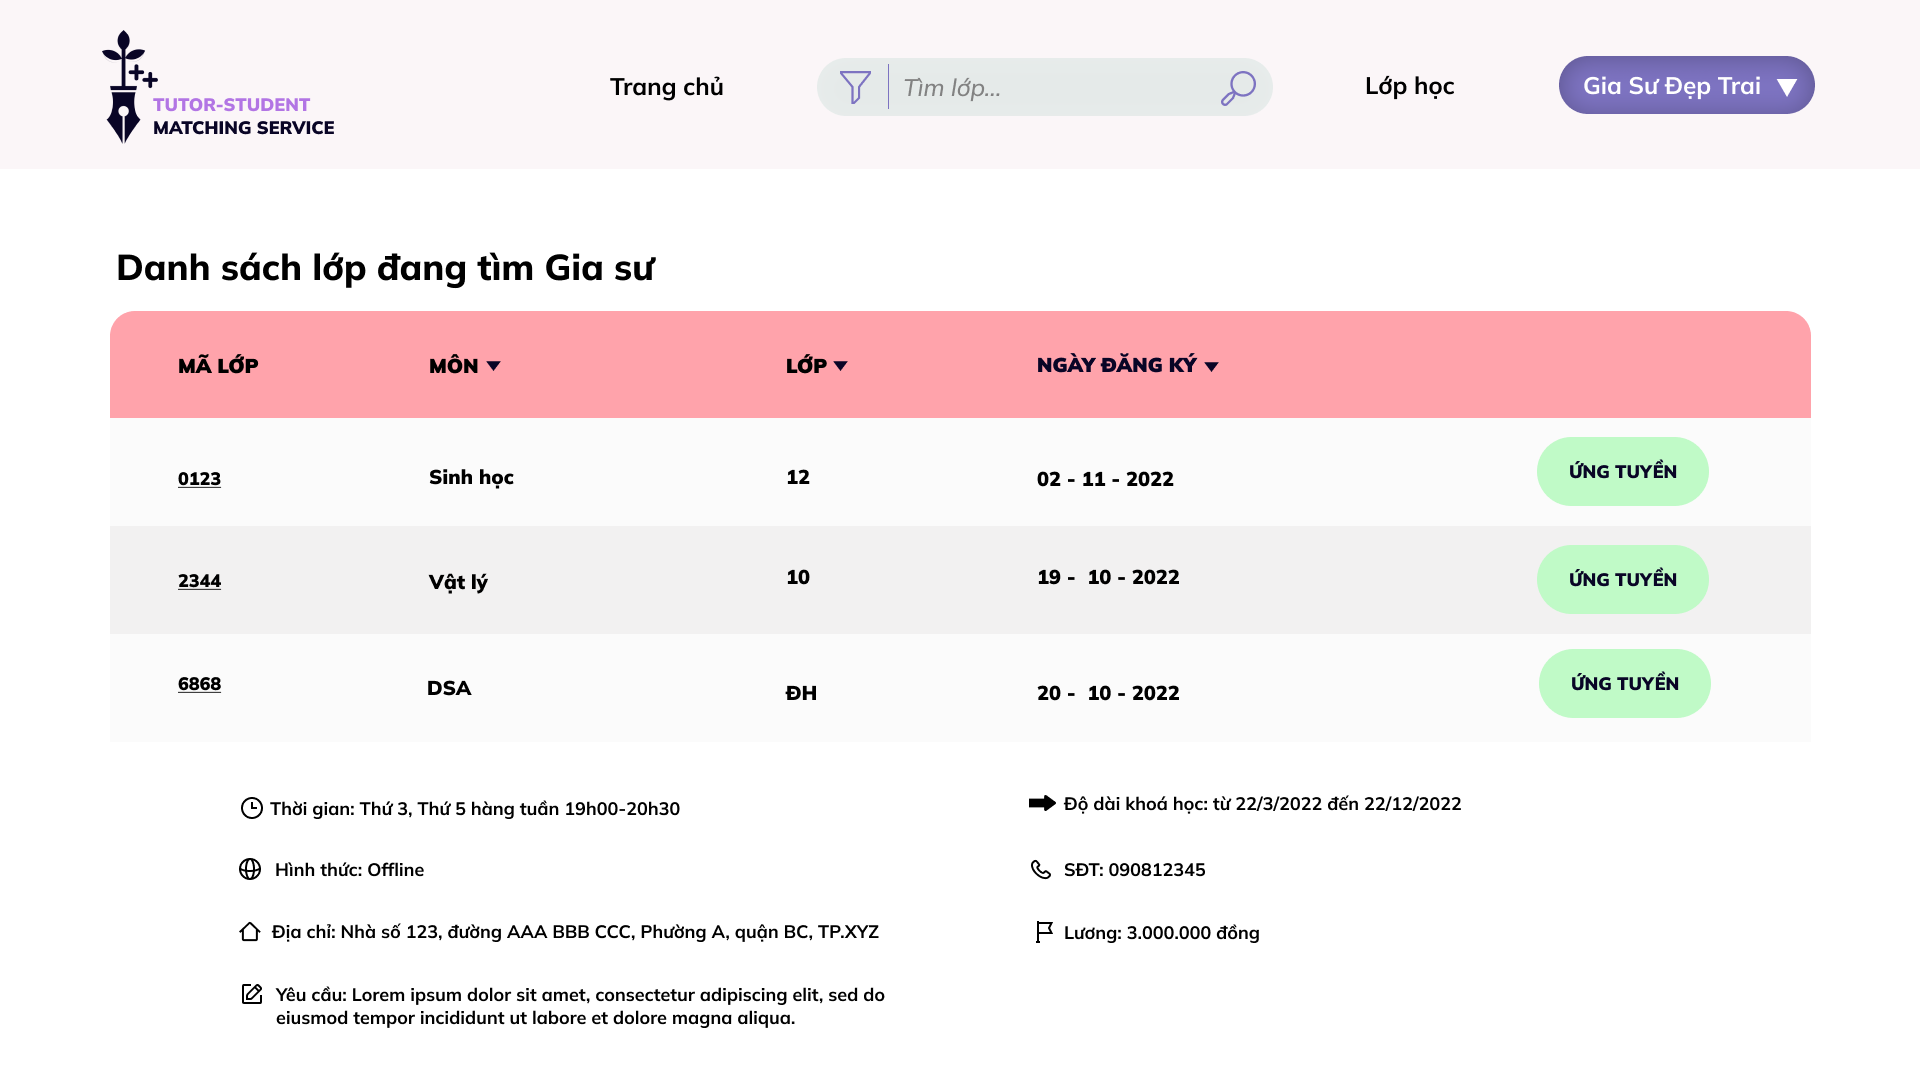 TUTOR-STUDENT
MATCHING SERVICE
Trang chủ
Tìm lớp...
Lớp học
Gia Sư Đẹp Trai
Danh sách lớp đang tìm Gia sư
MÃ LỚP MÔN LỚP NGÀY ĐĂNG KÝ
0123 Sinh học 12 02 - 11 - 2022 ỨNG TUYỂN
2344 Vật lý 10 19 - 10 - 2022 ỨNG TUYỂN
6868 DSA ĐH 20 - 10 - 2022 ỨNG TUYỂN
Thời gian: Thứ 3, Thứ 5 hàng tuần 19h00-20h30
Độ dài khoá học: từ 22/3/2022 đến 22/12/2022
Hình thức: Offline
SĐT: 090812345
Địa chỉ: Nhà số 123, đường AAA BBB CCC, Phường A, quận BC, TP.XYZ
Lương: 3.000.000 đồng
Yêu cầu: Lorem ipsum dolor sit amet, consectetur adipiscing elit, sed do
eiusmod tempor incididunt ut labore et dolore magna aliqua.